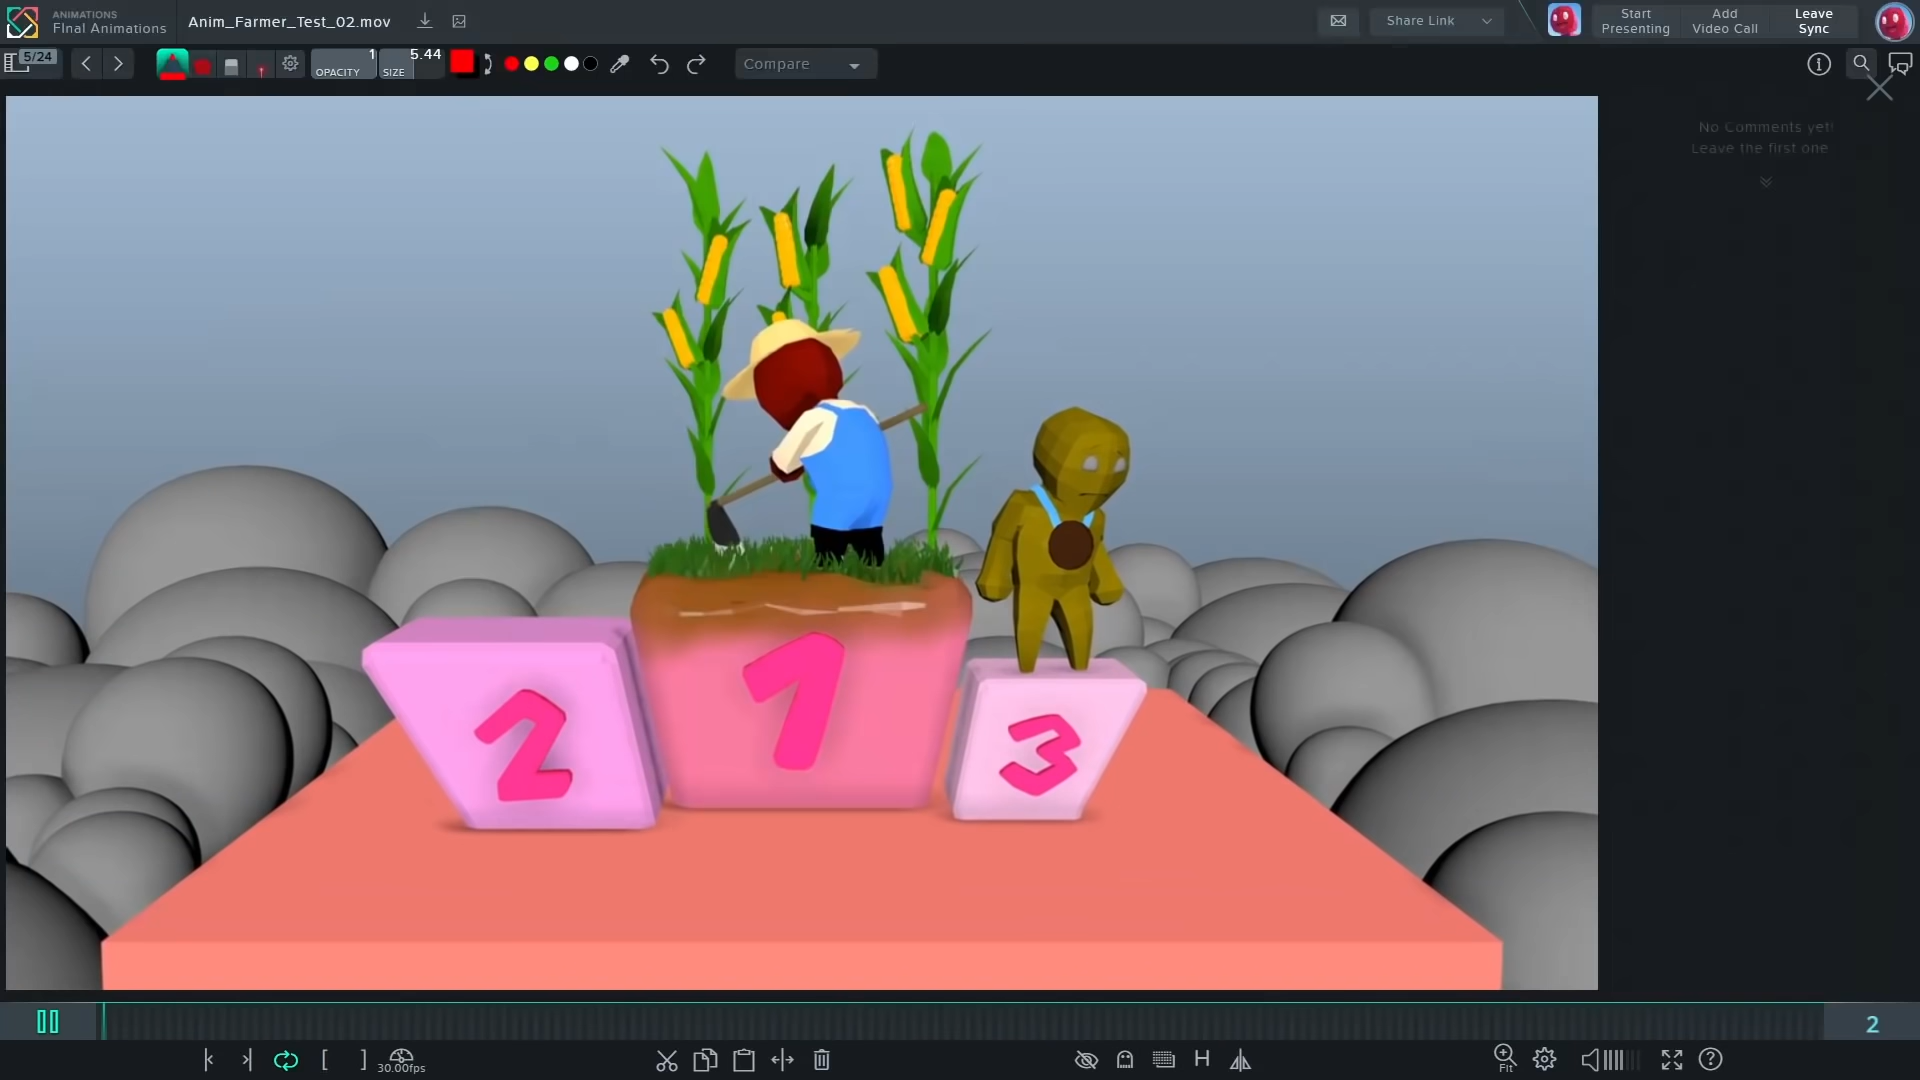 ANIMATIONS
FInal Animations
Anim_Farmer_Test_02.mov
Share Link
Start
Presenting
Add
Video Call
Leave
Sync
5/24
1
OPACITY
5.44
SIZE
Compare
No Comments yet!
Leave the first one
2
1
3
2
30.00fps
H
Fit